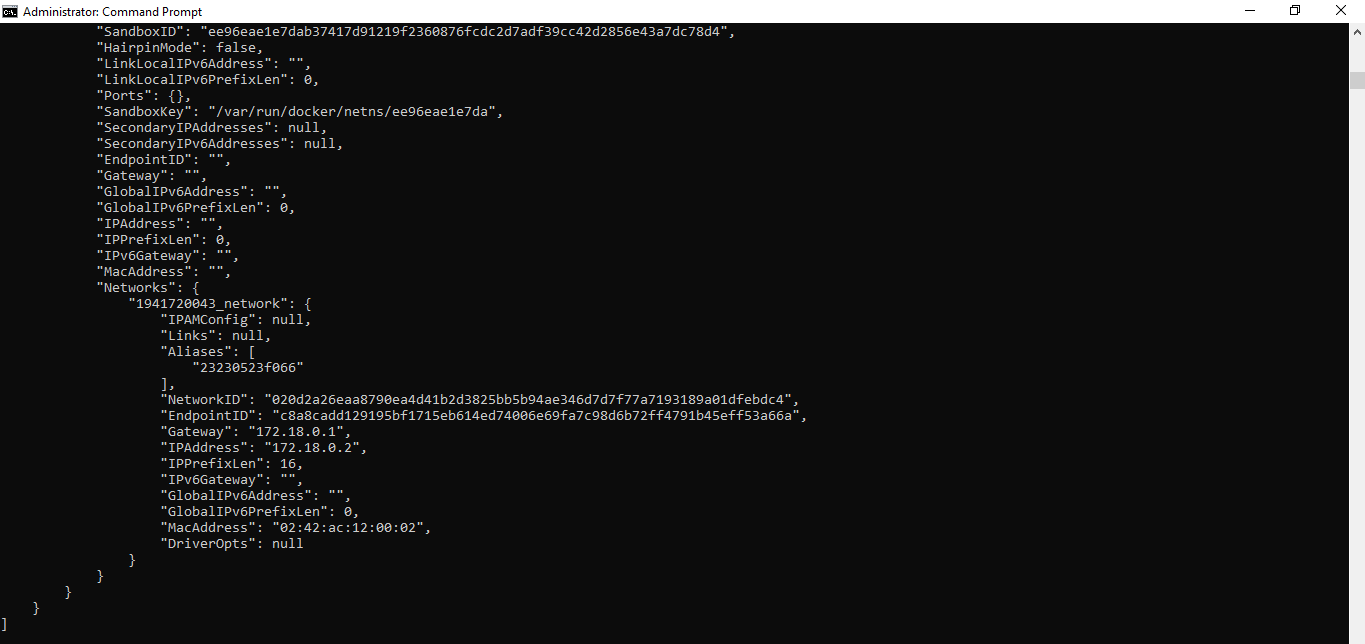 Administrator: Command Prompt
"SandboxID": "ee96eae1e7dab37417d91219f2360876fcdc2d7adf39cc42d2856e43a7dc78d4",
"HairpinMode": false,
"LinkLocalIPv6Address": "",
"LinkLocalIPv6PrefixLen": 0,
"Ports": {},
"SandboxKey": "/var/run/docker/netns/ee96eae1e7da",
"SecondaryIPAddresses": null,
"SecondaryIPv6Addresses": null,
"EndpointID": "",
"Gateway": "",
"GlobalIPv6Address": "",
"GlobalIPv6PrefixLen": 0,
"IPAddress": "",
"IPPrefixLen": 0,
"IPv6Gateway": "",
"MacAddress": "",
"Networks": {
"1941720043_network": {
"IPAMConfig": null,
"Links": null,
"Aliases": [
"23230523f066"
],
"NetworkID": "020d2a26eaa8790ea4d41b2d3825bb5b94ae346d7d7f77a7193189a01dfebdc4",
"EndpointID": "c8a8cadd129195bf1715eb614ed74006e69fa7c98d6b72ff4791b45eff53a66a",
"Gateway": "172.18.0.1",
"IPAddress": "172.18.0.2",
"IPPrefixLen": 16,
"IPv6Gateway": "",
"GlobalIPv6Address": "",
"GlobalIPv6PrefixLen": 0,
"MacAddress": "02:42:ac:12:00:02",
"DriverOpts": null
}
}
}
}
]